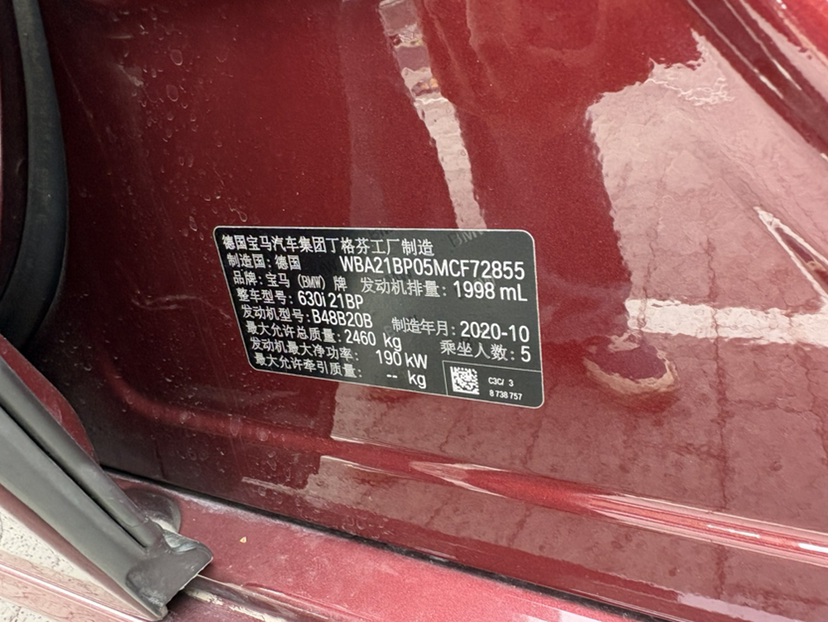 德国宝马汽车集团丁格芬工厂制造
制造国: 德国 WBA21BP05MCF72855
品牌: 宝马 (BMW) 牌 发动机排量: 1998 mL
整车型号: 630i 21BP
发动机型号: B48B20B 制造年月: 2020-10
最大允许总质量: 2460 kg 乘坐人数: 5
发动机最大净功率: 190 kW
最大允许牵引质量: -- kg
C3C/ 3
8 738 757